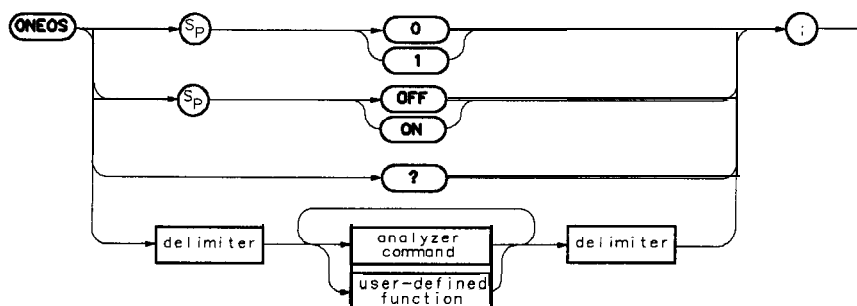 ONEOS
SP
0
1
;
SP
OFF
ON
?
delimiter
analyzer
command
delimiter
user-defined
function